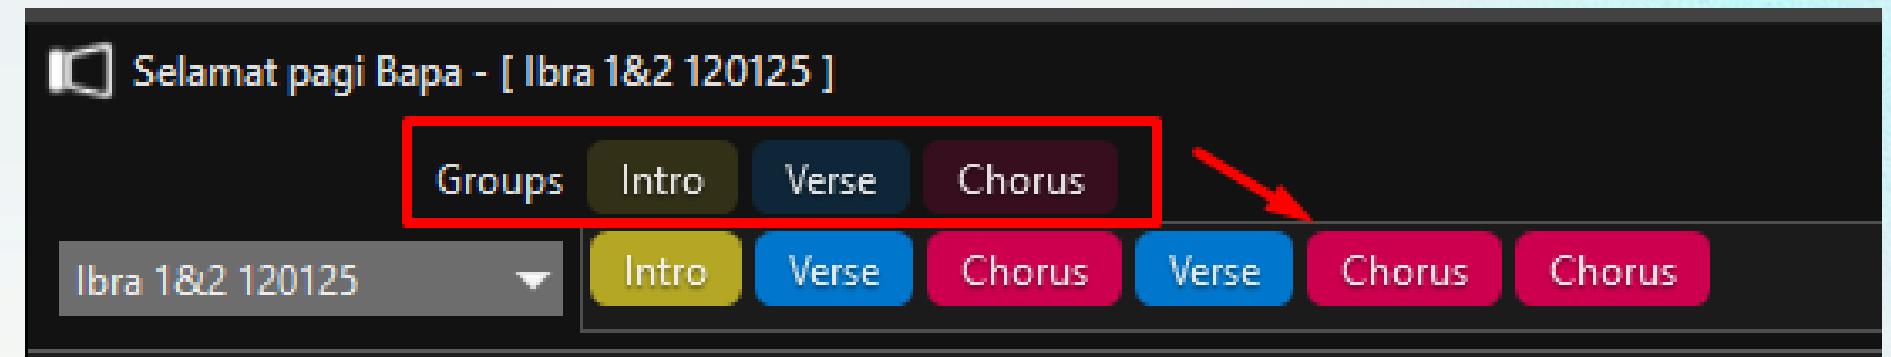 Selamat pagi Bapa - [ Ibra 1&2 120125 ]
Groups Intro Verse Chorus
Ibra 1&2 120125 Intro Verse Chorus Verse Chorus Chorus